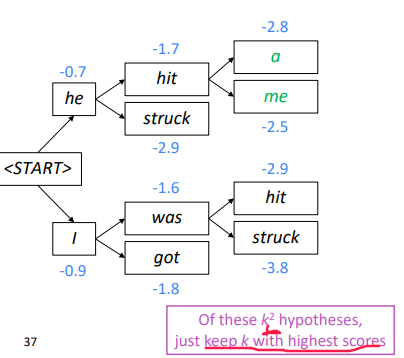 -2.8
-1.7
a
-0.7
hit
he
me
struck
-2.5
-2.9
<START>
-2.9
-1.6
hit
was
I
struck
got
-0.9
-3.8
-1.8
Of these k² hypotheses,
37
just keep k with highest scores